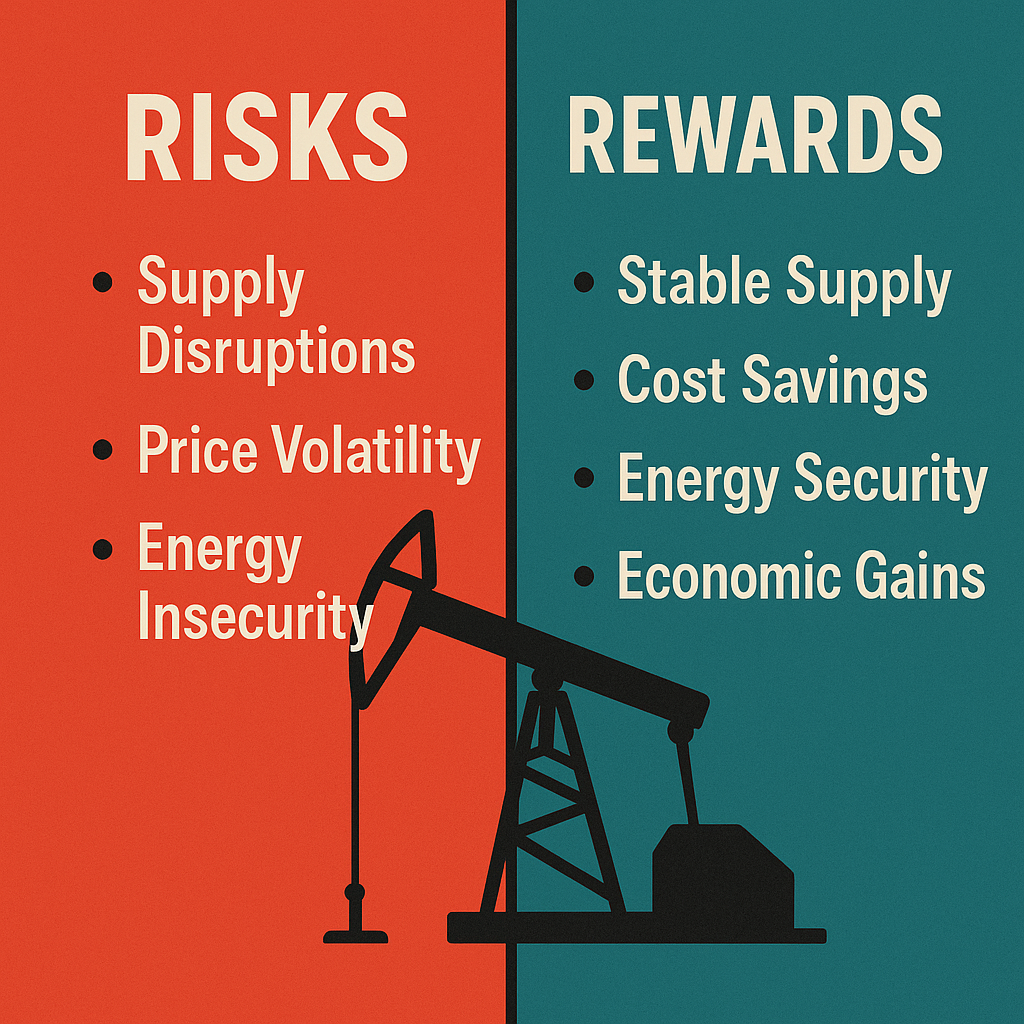 RISKS
• Supply
Disruptions
• Price Volatility
• Energy
Insecurity
REWARDS
• Stable Supply
• Cost Savings
• Energy Security
• Economic Gains